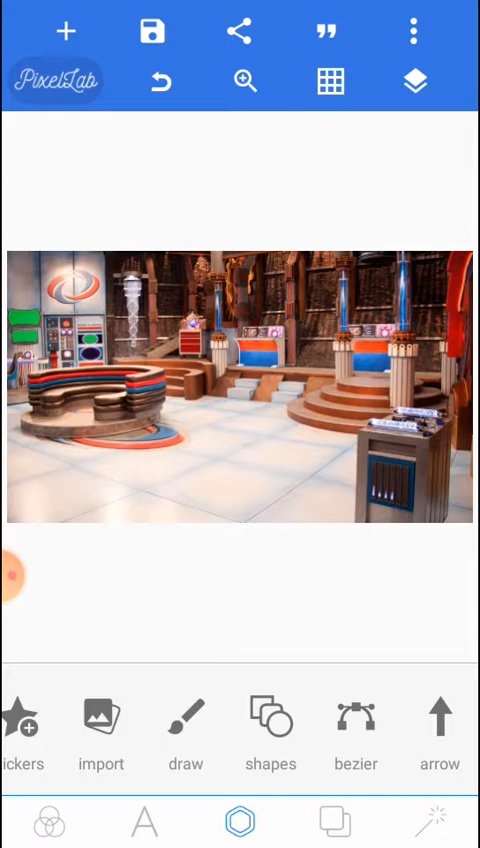 PixelLab
ickers
import
draw
shapes
bezier
arrow